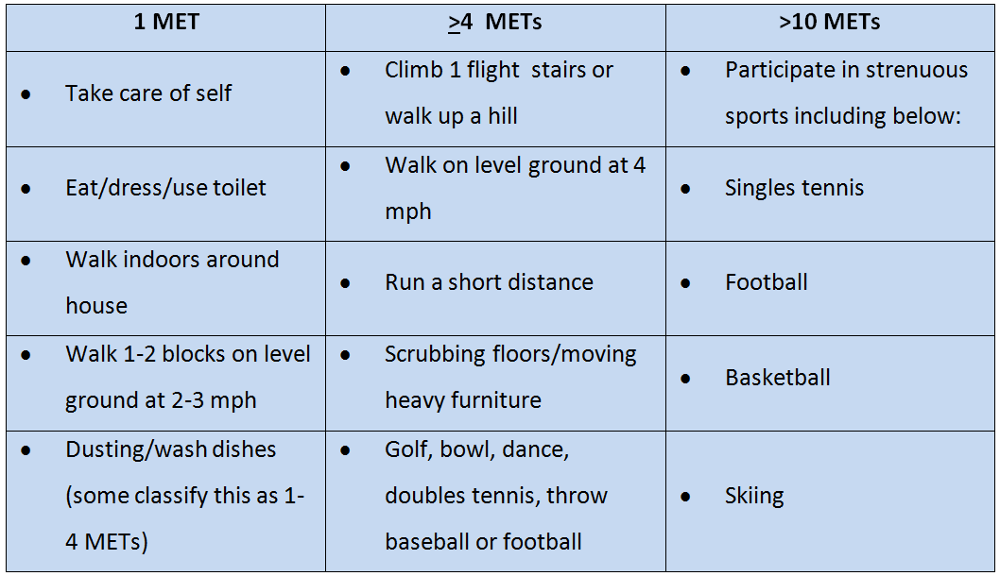 1 MET
≥4 METs
>10 METs
• Take care of self
• Climb 1 flight stairs or
walk up a hill
• Participate in strenuous
sports including below:
• Eat/dress/use toilet
• Walk on level ground at 4
mph
• Singles tennis
• Walk indoors around
house
• Run a short distance
• Football
• Walk 1-2 blocks on level
ground at 2-3 mph
• Scrubbing floors/moving
heavy furniture
• Basketball
• Dusting/wash dishes
(some classify this as 1-
4 METs)
• Golf, bowl, dance,
doubles tennis, throw
baseball or football
• Skiing